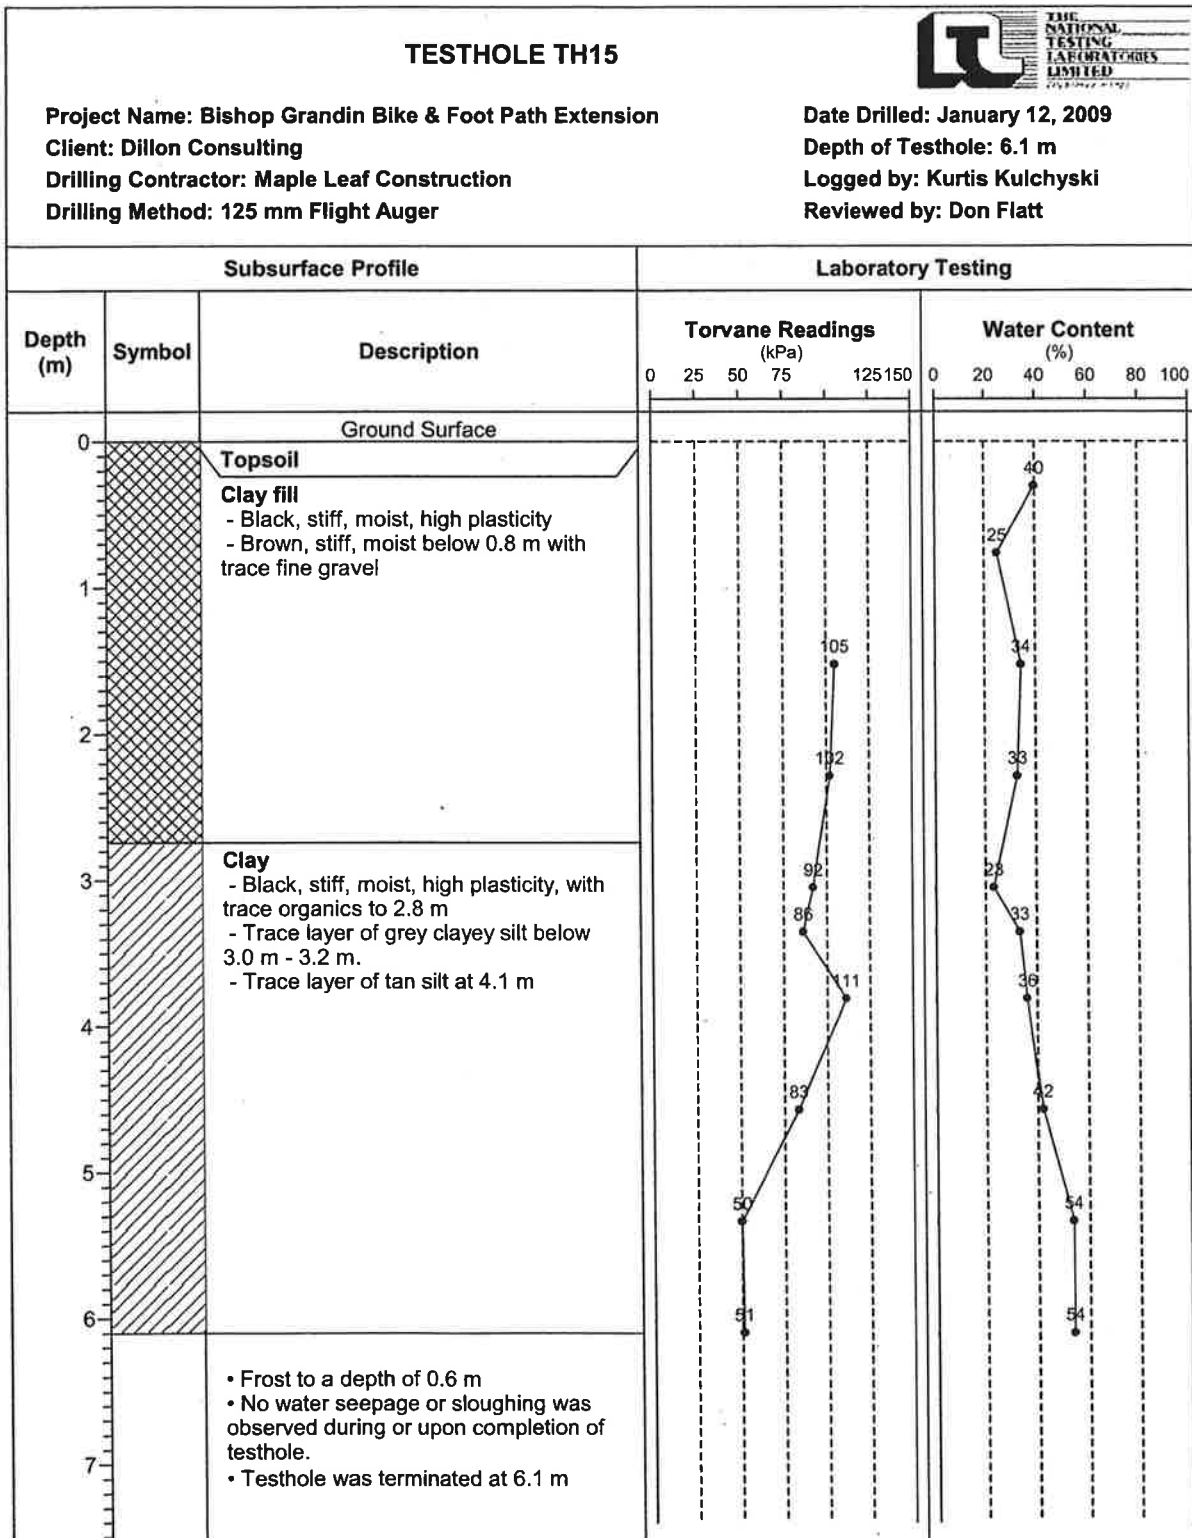 TESTHOLE TH15
THE
NATIONAL
TESTING
LABORATORIES
LIMITED
Project Name: Bishop Grandin Bike & Foot Path Extension
Client: Dillon Consulting
Drilling Contractor: Maple Leaf Construction
Drilling Method: 125 mm Flight Auger
Date Drilled: January 12, 2009
Depth of Testhole: 6.1 m
Logged by: Kurtis Kulchyski
Reviewed by: Don Flatt
Subsurface Profile
Laboratory Testing
Depth
(m)
Symbol
Description
Torvane Readings
(kPa)
0 25 50 75 125 150
Water Content
(%)
0 20 40 60 80 100
Ground Surface
0
Topsoil
Clay fill
- Black, stiff, moist, high plasticity
- Brown, stiff, moist below 0.8 m with
trace fine gravel
1
2
Clay
3
- Black, stiff, moist, high plasticity, with
trace organics to 2.8 m
- Trace layer of grey clayey silt below
3.0 m - 3.2 m.
- Trace layer of tan silt at 4.1 m
4
5
6
• Frost to a depth of 0.6 m
• No water seepage or sloughing was
observed during or upon completion of
testhole.
7
• Testhole was terminated at 6.1 m
105
102
92
86
111
83
50
51
40
25
34
33
23
33
36
42
54
54